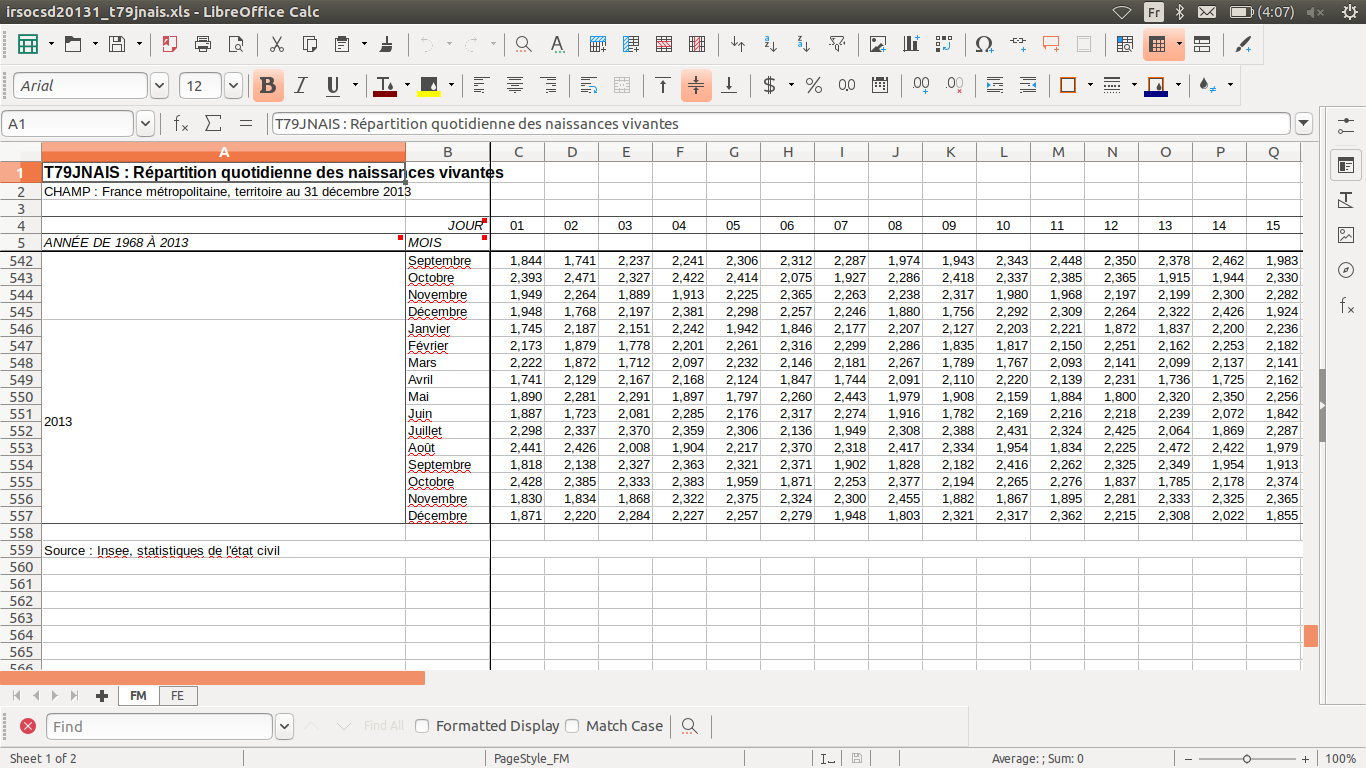 irsocsd20131_t79jnais.xls - LibreOffice Calc
Fr (4:07)
Arial 12
A1 T79JNAIS : Répartition quotidienne des naissances vivantes
A B C D E F G H I J K L M N O P Q
1 T79JNAIS : Répartition quotidienne des naissances vivantes
2 CHAMP : France métropolitaine, territoire au 31 décembre 2013
3
4 JOUR 01 02 03 04 05 06 07 08 09 10 11 12 13 14 15
5 ANNÉE DE 1968 À 2013 MOIS
542 Septembre 1,844 1,741 2,237 2,241 2,306 2,312 2,287 1,974 1,943 2,343 2,448 2,350 2,378 2,462 1,983
543 Octobre 2,393 2,471 2,327 2,422 2,414 2,075 1,927 2,286 2,418 2,337 2,385 2,365 1,915 1,944 2,330
544 Novembre 1,949 2,264 1,889 1,913 2,225 2,365 2,263 2,238 2,317 1,980 1,968 2,197 2,199 2,300 2,282
545 Décembre 1,948 1,768 2,197 2,381 2,298 2,257 2,246 1,880 1,756 2,292 2,309 2,264 2,322 2,426 1,924
546 Janvier 1,745 2,187 2,151 2,242 1,942 1,846 2,177 2,207 2,127 2,203 2,221 1,872 1,837 2,200 2,236
547 Février 2,173 1,879 1,778 2,201 2,261 2,316 2,299 2,286 1,835 1,817 2,150 2,251 2,162 2,253 2,182
548 Mars 2,222 1,872 1,712 2,097 2,232 2,146 2,181 2,267 1,789 1,767 2,093 2,141 2,099 2,137 2,141
549 Avril 1,741 2,129 2,167 2,168 2,124 1,847 1,744 2,091 2,110 2,220 2,139 2,231 1,736 1,725 2,162
550 Mai 1,890 2,281 2,291 1,897 1,797 2,260 2,443 1,979 1,908 2,159 1,884 1,800 2,320 2,350 2,256
551 2013 Juin 1,887 1,723 2,081 2,285 2,176 2,317 2,274 1,916 1,782 2,169 2,216 2,218 2,239 2,072 1,842
552 Juillet 2,298 2,337 2,370 2,359 2,306 2,136 1,949 2,308 2,388 2,431 2,324 2,425 2,064 1,869 2,287
553 Août 2,441 2,426 2,008 1,904 2,217 2,370 2,318 2,417 2,334 1,954 1,834 2,225 2,472 2,422 1,979
554 Septembre 1,818 2,138 2,327 2,363 2,321 2,371 1,902 1,828 2,182 2,416 2,262 2,325 2,349 1,954 1,913
555 Octobre 2,428 2,385 2,333 2,383 1,959 1,871 2,253 2,377 2,194 2,265 2,276 1,837 1,785 2,178 2,374
556 Novembre 1,830 1,834 1,868 2,322 2,375 2,324 2,300 2,455 1,882 1,867 1,895 2,281 2,333 2,325 2,365
557 Décembre 1,871 2,220 2,284 2,227 2,257 2,279 1,948 1,803 2,321 2,317 2,362 2,215 2,308 2,022 1,855
558
559 Source : Insee, statistiques de l'état civil
560
561
562
563
564
565
566
FM FE
Find Find All Formatted Display Match Case
Sheet 1 of 2 PageStyle_FM Average: ; Sum: 0 100%